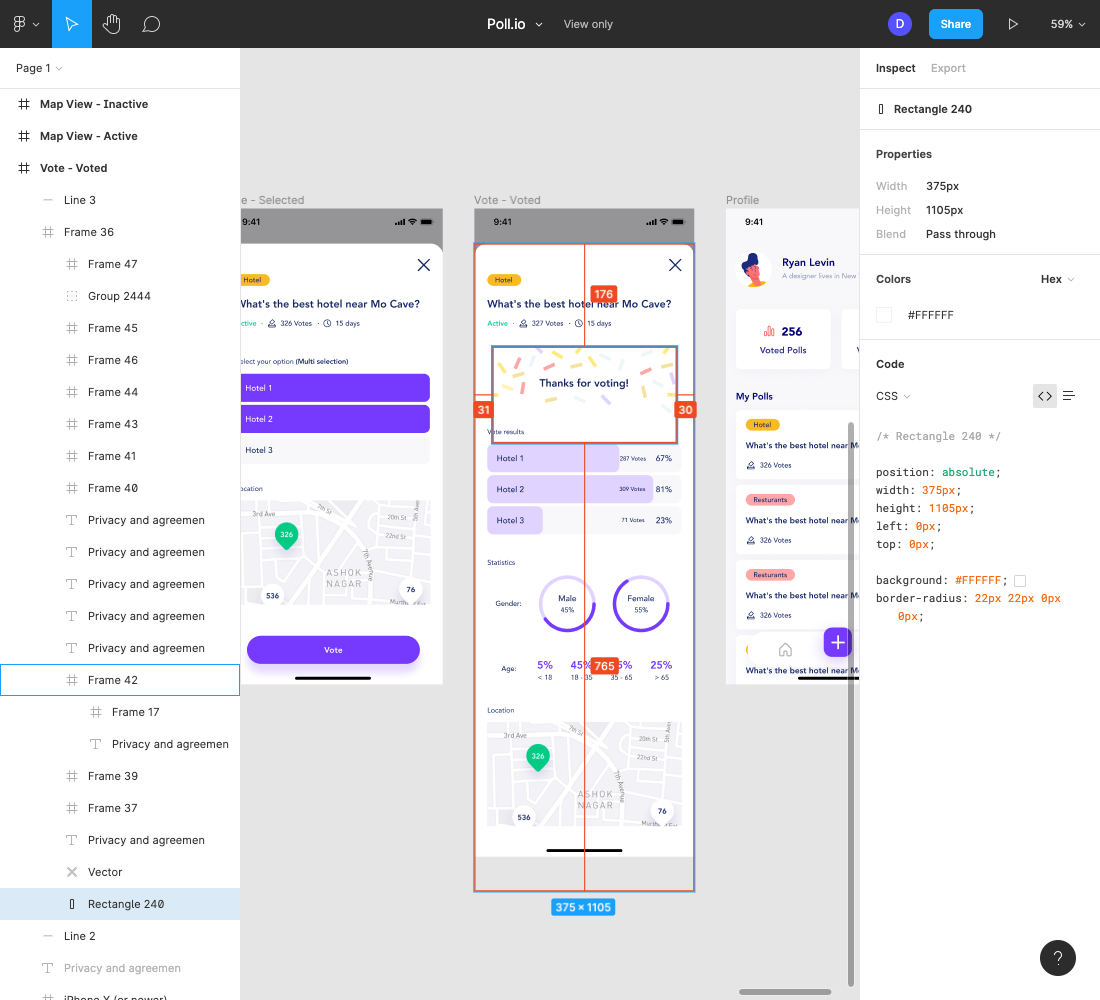 Poll.io
View only
D
Share
59%
Page 1
Map View - Inactive
Map View - Active
Vote - Voted
Line 3
Frame 36
Frame 47
Group 2444
Frame 45
Frame 46
Frame 44
Frame 43
Frame 41
Frame 40
Privacy and agreemen
Privacy and agreemen
Privacy and agreemen
Privacy and agreemen
Privacy and agreemen
Frame 42
Frame 17
Privacy and agreemen
Frame 39
Frame 37
Privacy and agreemen
Vector
Rectangle 240
Line 2
Privacy and agreemen
iPhone X (or newer)
e - Selected
9:41
Hotel
What's the best hotel near Mo Cave?
ctive · 326 Votes · 15 days
elect your option (Multi selection)
Hotel 1
Hotel 2
Hotel 3
ocation
3rd Ave
7th St
20th St
22nd St
5th Ave
7th Avenue
326
ASHOK
NAGAR
536
76
Vote
Vote - Voted
9:41
Hotel
176
What's the best hotel near Mo Cave?
Active · 327 Votes · 15 days
Thanks for voting!
31
30
Vote results
Hotel 1
287 Votes
67%
Hotel 2
309 Votes
81%
Hotel 3
71 Votes
23%
Statistics
Gender:
Male
45%
Female
55%
Age:
5%
45%
765
5%
25%
< 18
18 - 35
35 - 65
> 65
Location
3rd Ave
7th St
20th St
22nd St
5th Ave
7th Avenue
326
ASHOK
NAGAR
536
76
375 × 1105
Profile
9:41
Ryan Levin
A designer lives in New
256
Voted Polls
V
My Polls
Hotel
What's the best hotel near M
326 Votes
Resturants
What's the best hotel near M
326 Votes
Resturants
What's the best hotel near M
326 Votes
What's the best hotel near M
Inspect
Export
Rectangle 240
Properties
Width 375px
Height 1105px
Blend Pass through
Colors
Hex
#FFFFFF
Code
CSS
/* Rectangle 240 */
position: absolute;
width: 375px;
height: 1105px;
left: 0px;
top: 0px;
background: #FFFFFF;
border-radius: 22px 22px 0px
0px;
?